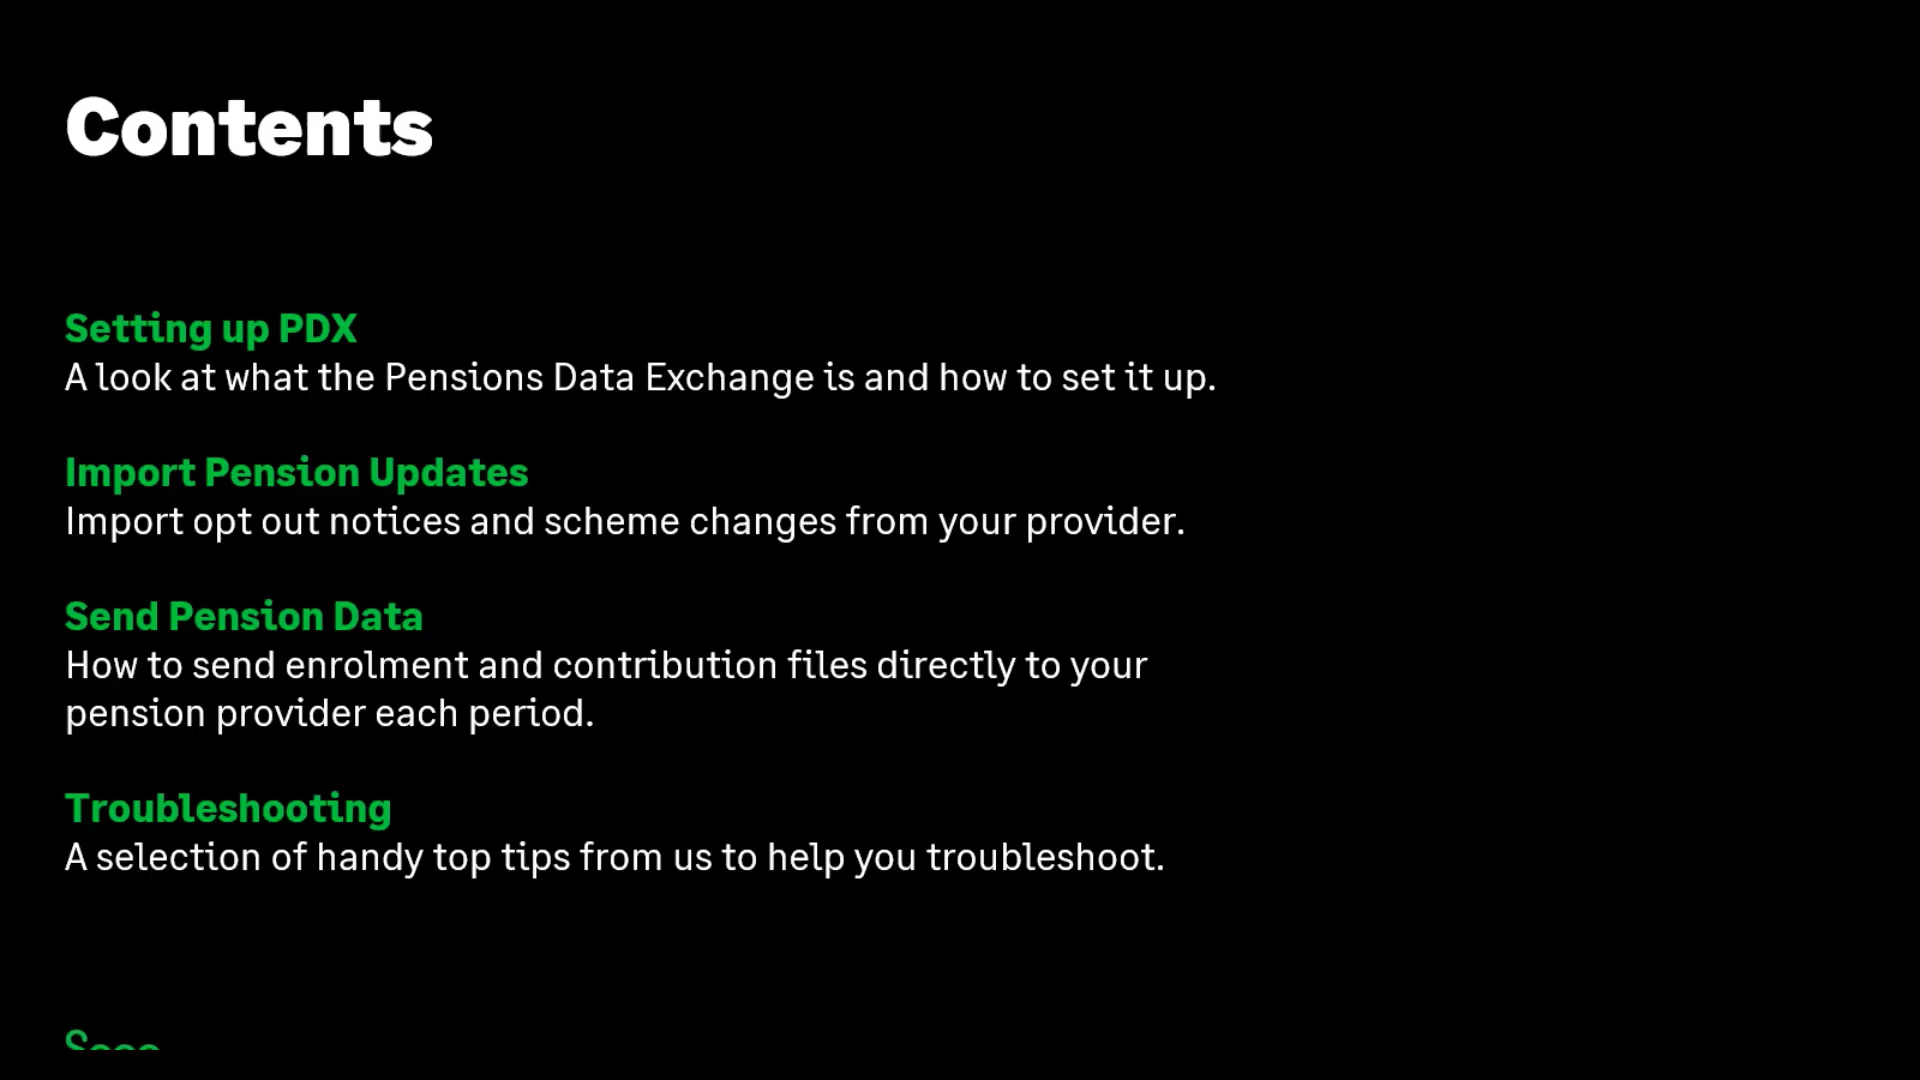 Contents
Setting up PDX
A look at what the Pensions Data Exchange is and how to set it up.
Import Pension Updates
Import opt out notices and scheme changes from your provider.
Send Pension Data
How to send enrolment and contribution files directly to your
pension provider each period.
Troubleshooting
A selection of handy top tips from us to help you troubleshoot.